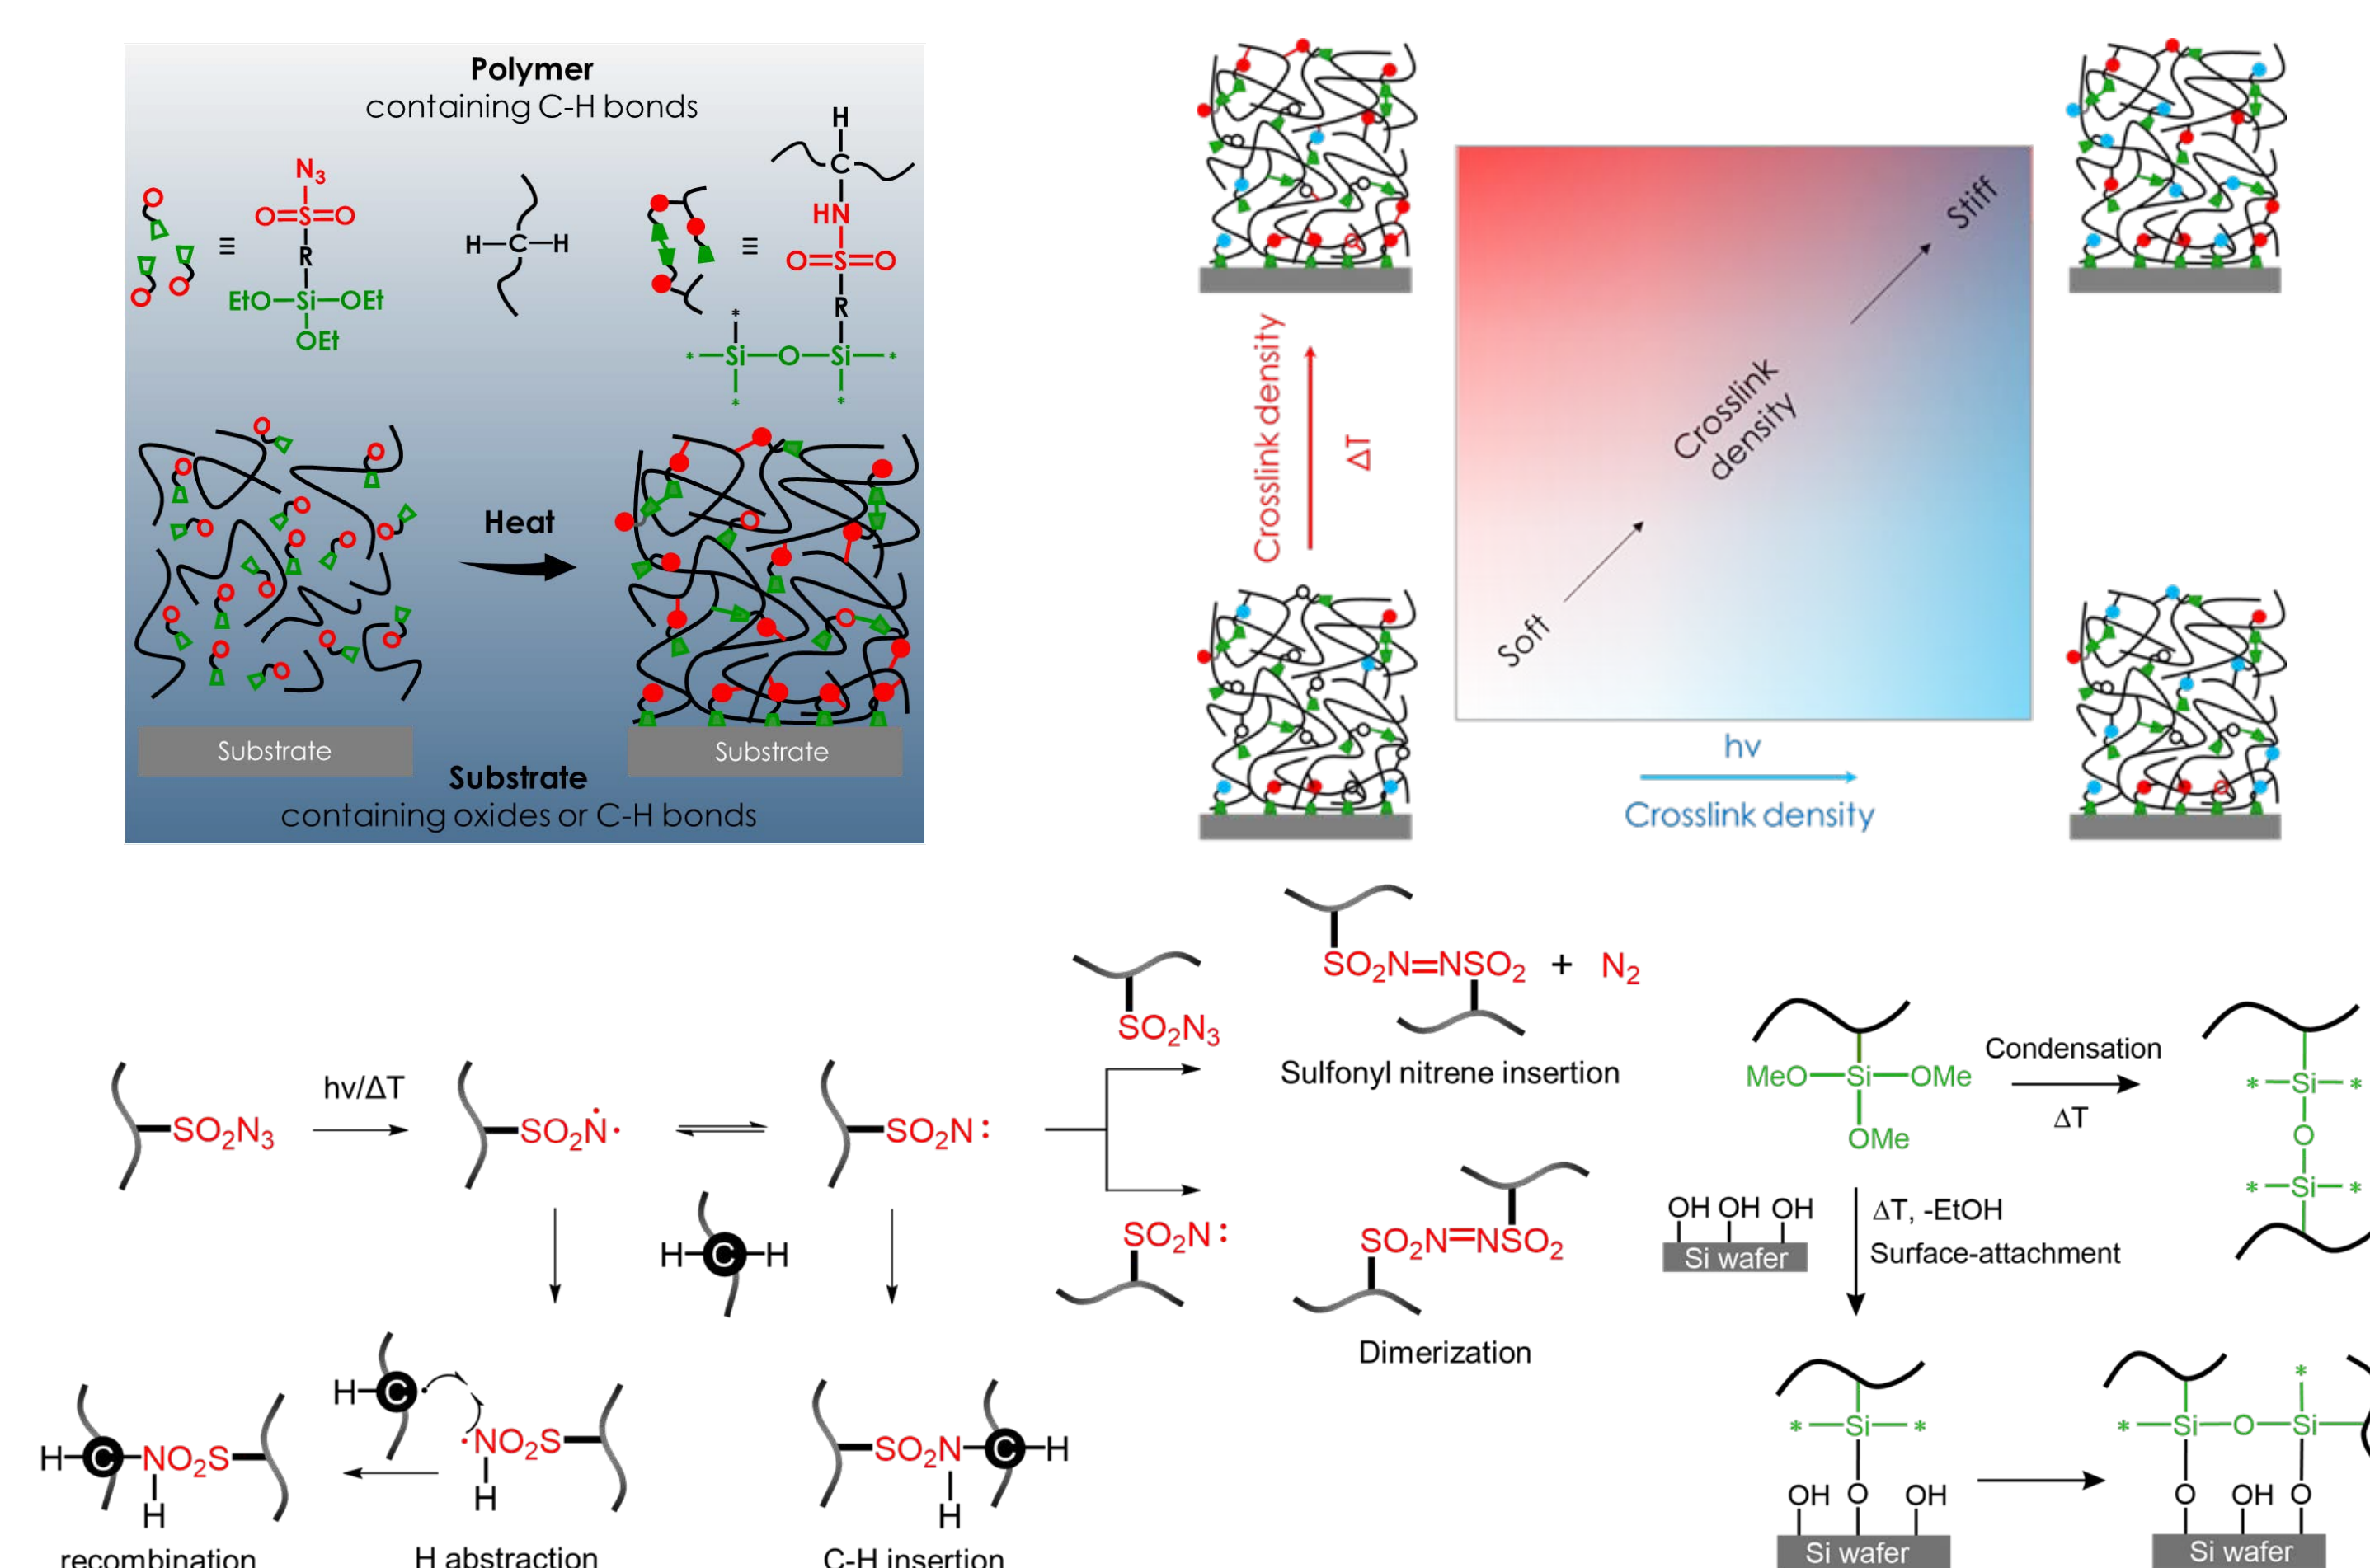 Polymer
containing C-H bonds
N3
O=S=O
R
EtO—Si—OEt
OEt
≡
H—C—H
≡
H
C
HN
O=S=O
R
* *
*—Si—O—Si—*
* *
Heat
Substrate
Substrate
Substrate
containing oxides or C-H bonds
Crosslink density
ΔT
Soft
Crosslink
density
Stiff
hv
Crosslink density
SO2N3
hv/ΔT
SO2N··
SO2N:
H—C—H
SO2N3
SO2N=NSO2 + N2
Sulfonyl nitrene insertion
SO2N:
SO2N=NSO2
Dimerization
H—C·
·NO2S
H
H abstraction
H—C—NO2S
H
recombination
SO2N—C—H
H
C-H insertion
MeO—Si—OMe
OMe
Condensation
ΔT
*—Si—*
O
*—Si—*
OH OH OH
Si wafer
ΔT, -EtOH
Surface-attachment
*—Si—*
OH O OH
Si wafer
*
*—Si—O—Si
O OH O
Si wafer